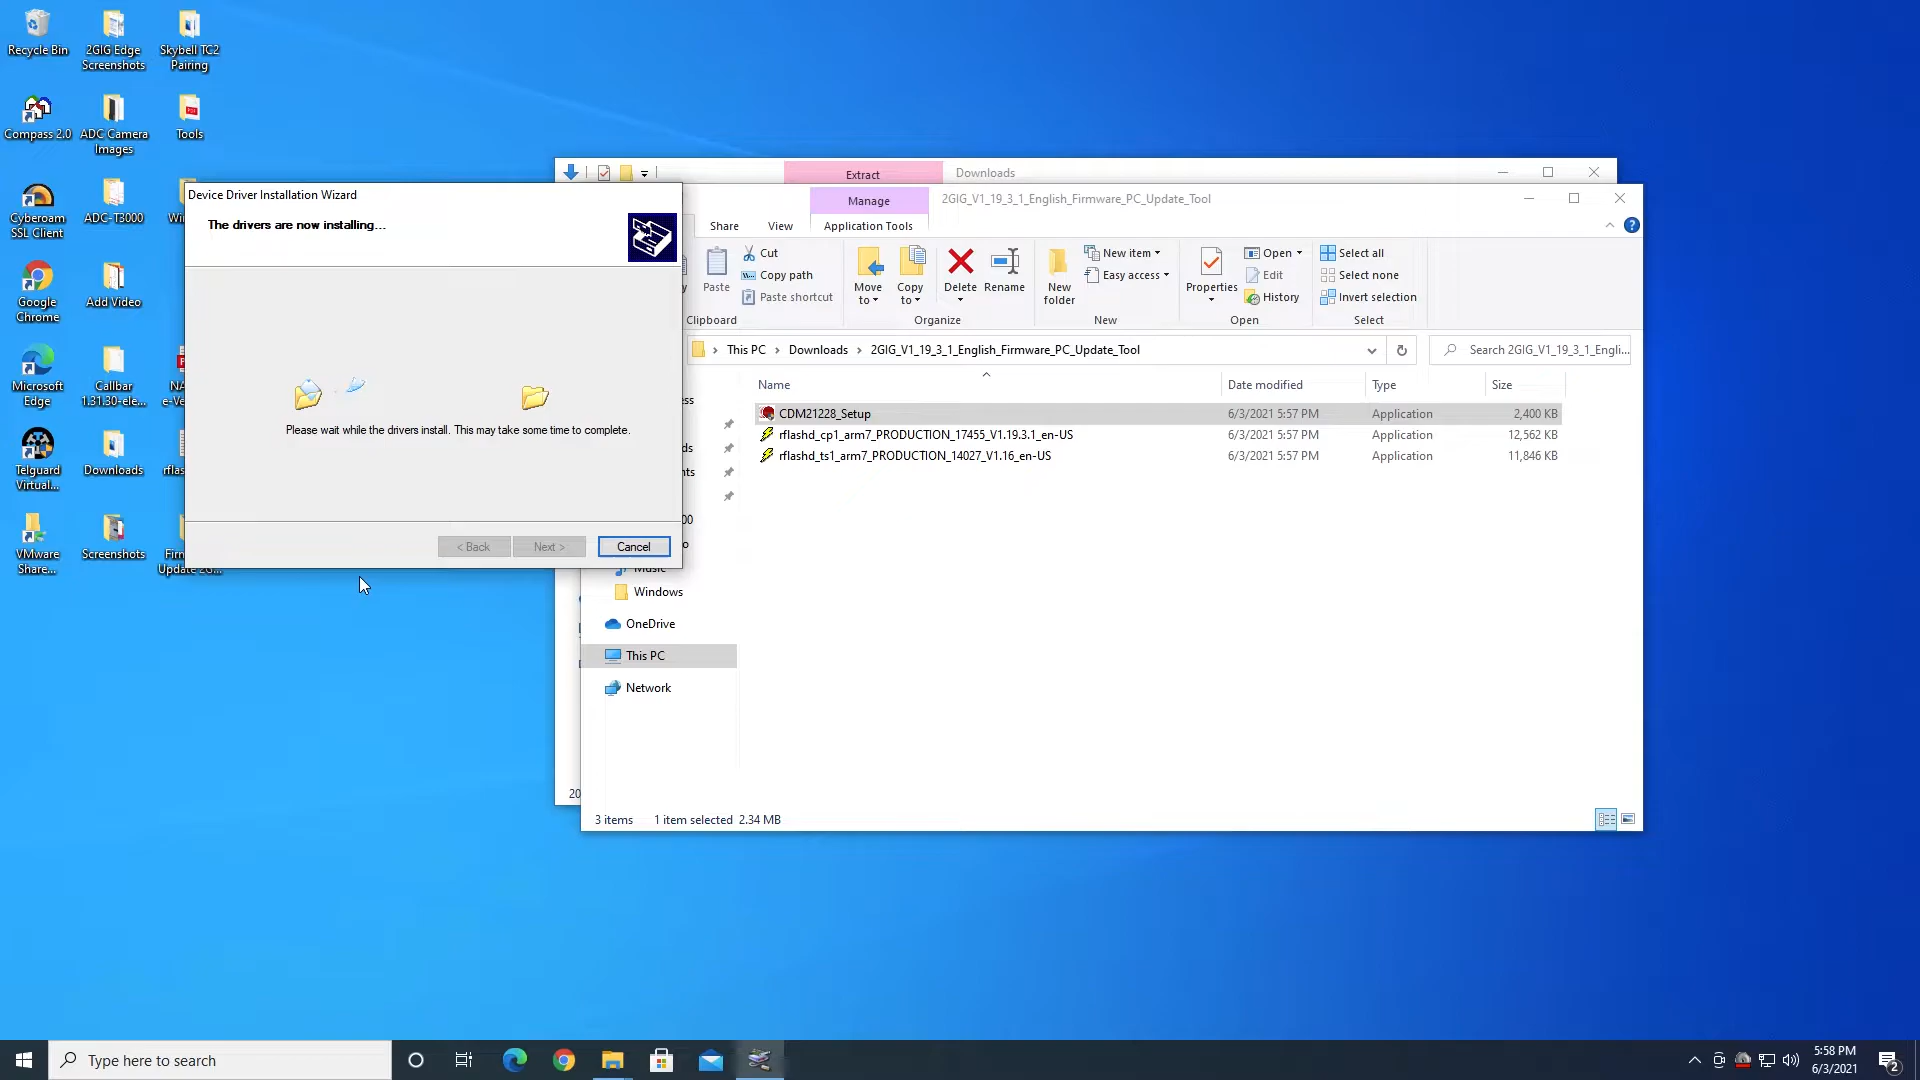 Recycle Bin
2GIG Edge
Screenshots
Skybell TC2
Pairing
Compass 2.0
ADC Camera
Images
Tools
Cyberoam
SSL Client
ADC-T3000
Google
Chrome
Add Video
Microsoft
Edge
Callbar
1.31.30-ele...
Telguard
Virtual...
Downloads
VMware
Share...
Screenshots
Device Driver Installation Wizard
The drivers are now installing...
Please wait while the drivers install. This may take some time to complete.
< Back
Next >
Cancel
Extract
Downloads
Manage
2GIG_V1_19_3_1_English_Firmware_PC_Update_Tool
Share
View
Application Tools
Paste
Cut
Copy path
Paste shortcut
Clipboard
Move
to
Copy
to
Delete
Rename
Organize
New
folder
New item
Easy access
New
Properties
Open
Edit
History
Open
Select all
Select none
Invert selection
Select
This PC
Downloads
2GIG_V1_19_3_1_English_Firmware_PC_Update_Tool
Search 2GIG_V1_19_3_1_Engli...
Name
Date modified
Type
Size
CDM21228_Setup
6/3/2021 5:57 PM
Application
2,400 KB
rflashd_cp1_arm7_PRODUCTION_17455_V1.19.3.1_en-US
6/3/2021 5:57 PM
Application
12,562 KB
rflashd_ts1_arm7_PRODUCTION_14027_V1.16_en-US
6/3/2021 5:57 PM
Application
11,846 KB
Music
Windows
OneDrive
This PC
Network
3 items
1 item selected 2.34 MB
Type here to search
5:58 PM
6/3/2021
2